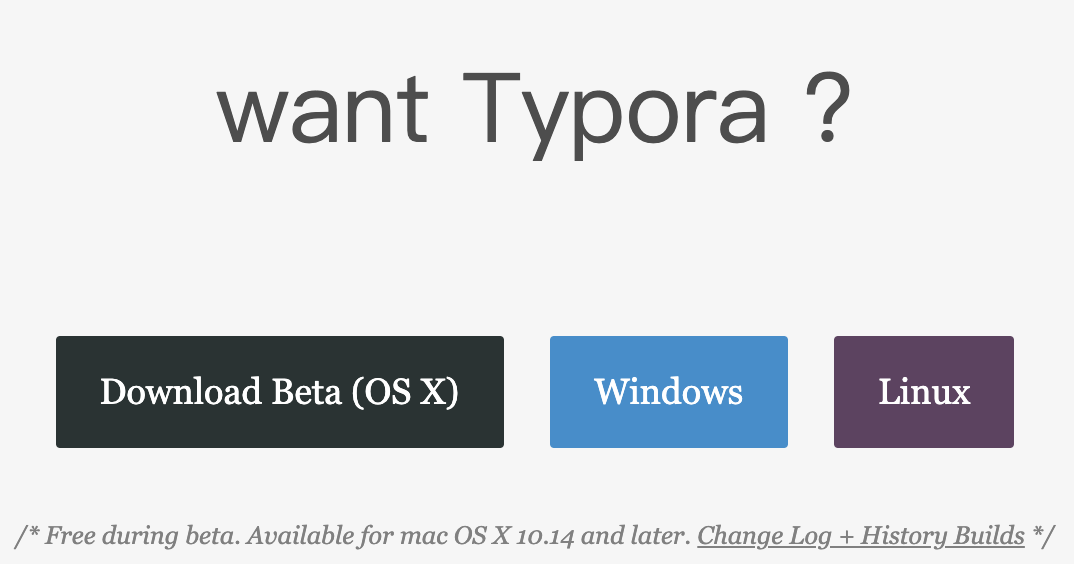 want Typora ?
Download Beta (OS X)
Windows
Linux
/* Free during beta. Available for mac OS X 10.14 and later. Change Log + History Builds */